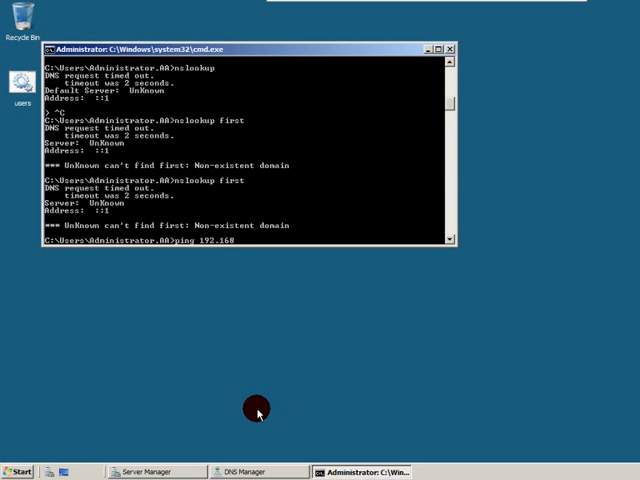 Recycle Bin
users
Administrator: C:\Windows\system32\cmd.exe
C:\Users\Administrator.AA>nslookup
DNS request timed out.
timeout was 2 seconds.
Default Server: UnKnown
Address: ::1
> ^C
C:\Users\Administrator.AA>nslookup first
DNS request timed out.
timeout was 2 seconds.
Server: UnKnown
Address: ::1
*** UnKnown can't find first: Non-existent domain
C:\Users\Administrator.AA>nslookup first
DNS request timed out.
timeout was 2 seconds.
Server: UnKnown
Address: ::1
*** UnKnown can't find first: Non-existent domain
C:\Users\Administrator.AA>ping 192.168
Start
Server Manager
DNS Manager
Administrator: C:\Win...